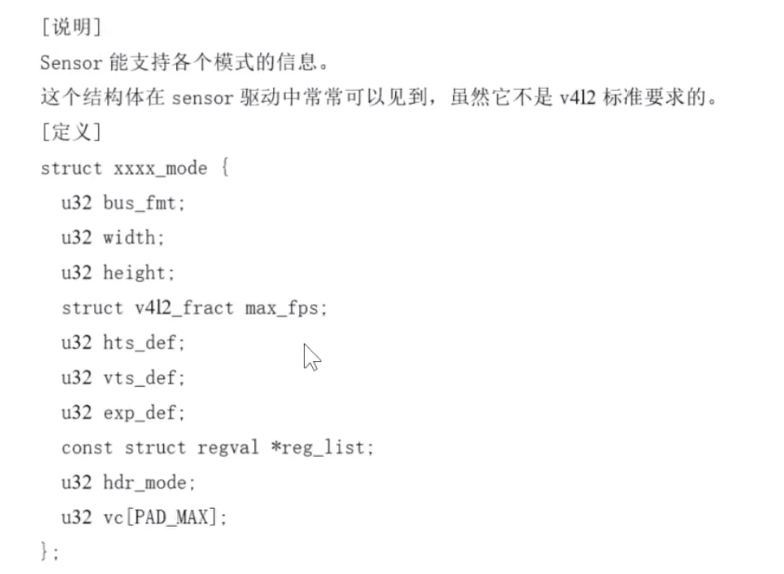 [说明]
Sensor 能支持各个模式的信息。
这个结构体在 sensor 驱动中常常可以见到，虽然它不是 v4l2 标准要求的。
[定义]
struct xxxx_mode {
u32 bus_fmt;
u32 width;
u32 height;
struct v4l2_fract max_fps;
u32 hts_def;
u32 vts_def;
u32 exp_def;
const struct regval *reg_list;
u32 hdr_mode;
u32 vc[PAD_MAX];
};